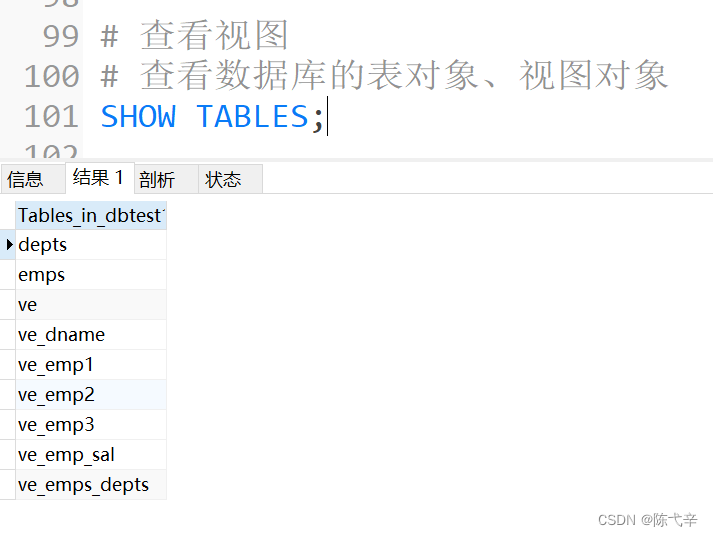 99 # 查看视图
100 # 查看数据库的表对象、视图对象
101 SHOW TABLES;
信息 结果 1 剖析 状态
Tables_in_dbtest1
depts
emps
ve
ve_dname
ve_emp1
ve_emp2
ve_emp3
ve_emp_sal
ve_emps_depts
CSDN @陈弋辛